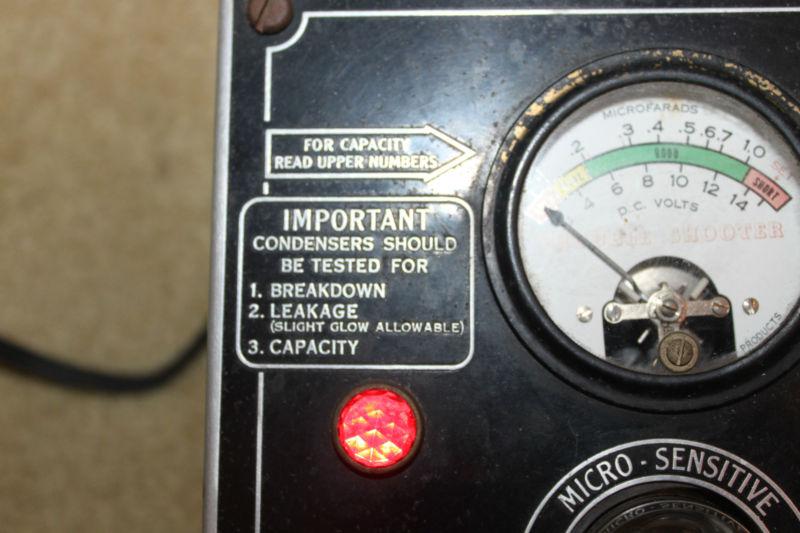 FOR CAPACITY
READ UPPER NUMBERS
IMPORTANT
CONDENSERS SHOULD
BE TESTED FOR
1. BREAKDOWN
2. LEAKAGE
(SLIGHT GLOW ALLOWABLE)
3. CAPACITY
MICROFARADS
.2 .3 .4 .5 .6 .7 1.0
GOOD
SHORT
4 6 8 10 12 14
D.C. VOLTS
SHOOTER
PRODUCTS
MICRO-SENSITIVE